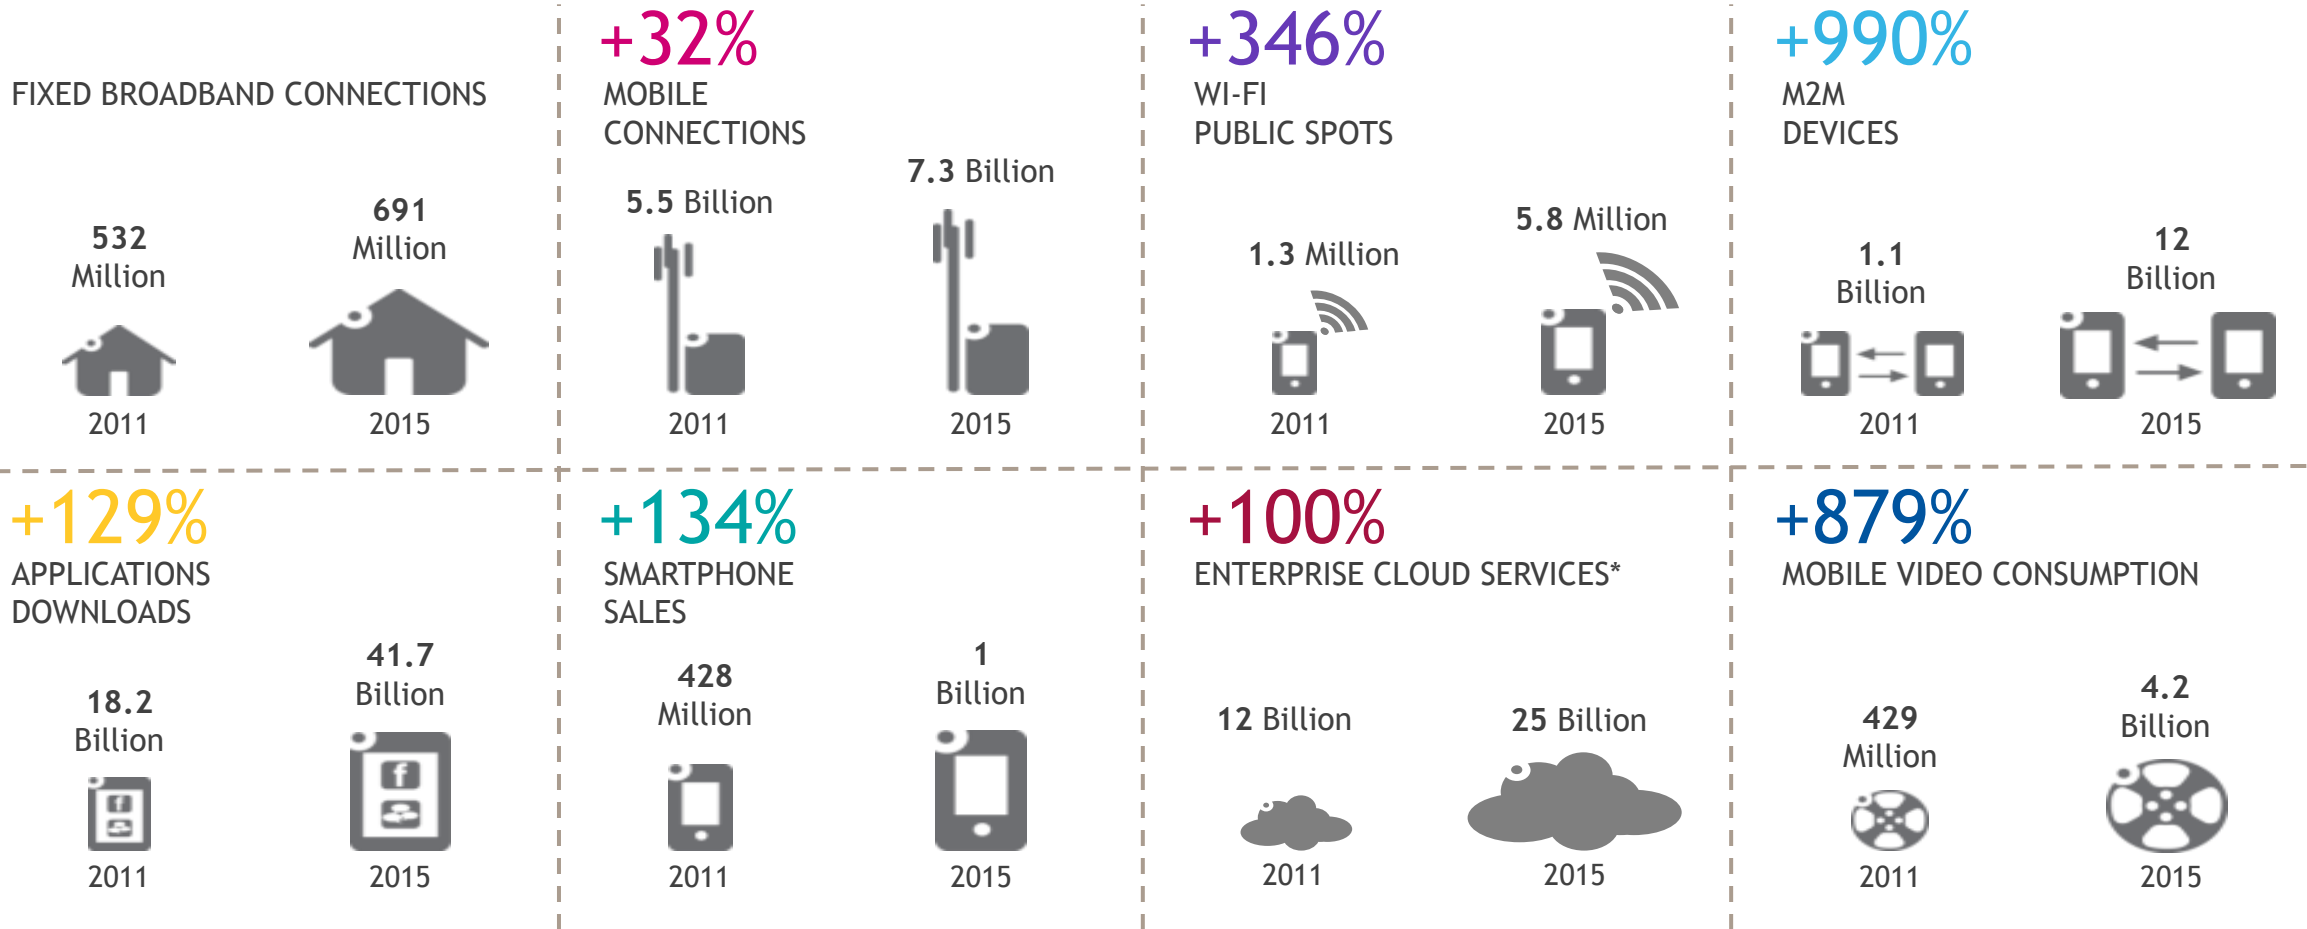 FIXED BROADBAND CONNECTIONS
532
Million
2011
691
Million
2015
+32%
MOBILE
CONNECTIONS
5.5 Billion
2011
7.3 Billion
2015
+346%
WI-FI
PUBLIC SPOTS
1.3 Million
2011
5.8 Million
2015
+990%
M2M
DEVICES
1.1
Billion
2011
12
Billion
2015
+129%
APPLICATIONS
DOWNLOADS
18.2
Billion
2011
41.7
Billion
2015
+134%
SMARTPHONE
SALES
428
Million
2011
1
Billion
2015
+100%
ENTERPRISE CLOUD SERVICES*
12 Billion
2011
25 Billion
2015
+879%
MOBILE VIDEO CONSUMPTION
429
Million
2011
4.2
Billion
2015